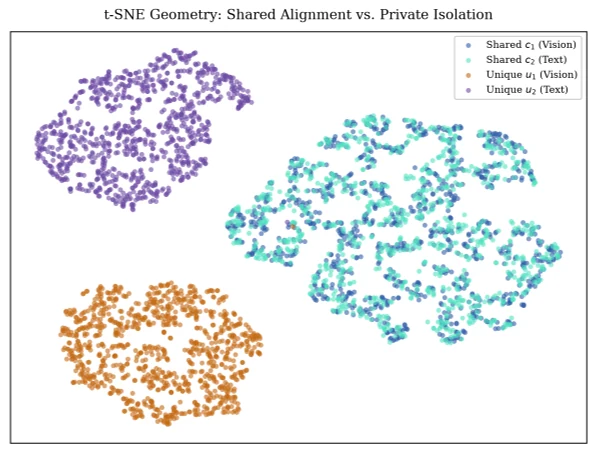 t-SNE Geometry: Shared Alignment vs. Private Isolation
Shared c₁ (Vision)
Shared c₂ (Text)
Unique u₁ (Vision)
Unique u₂ (Text)